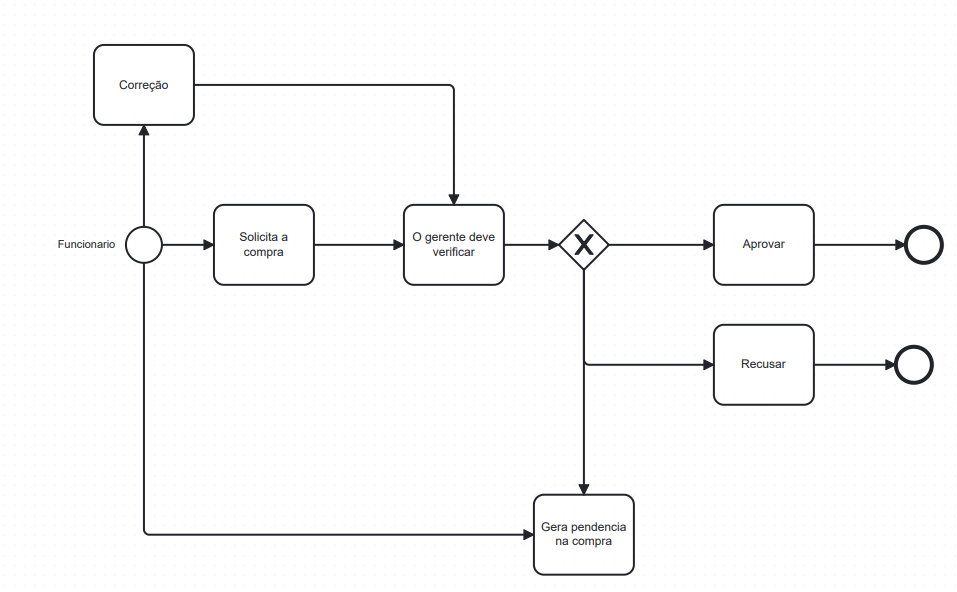 Correção
Funcionario
Solicita a
compra
O gerente deve
verificar
Aprovar
Recusar
Gera pendencia
na compra